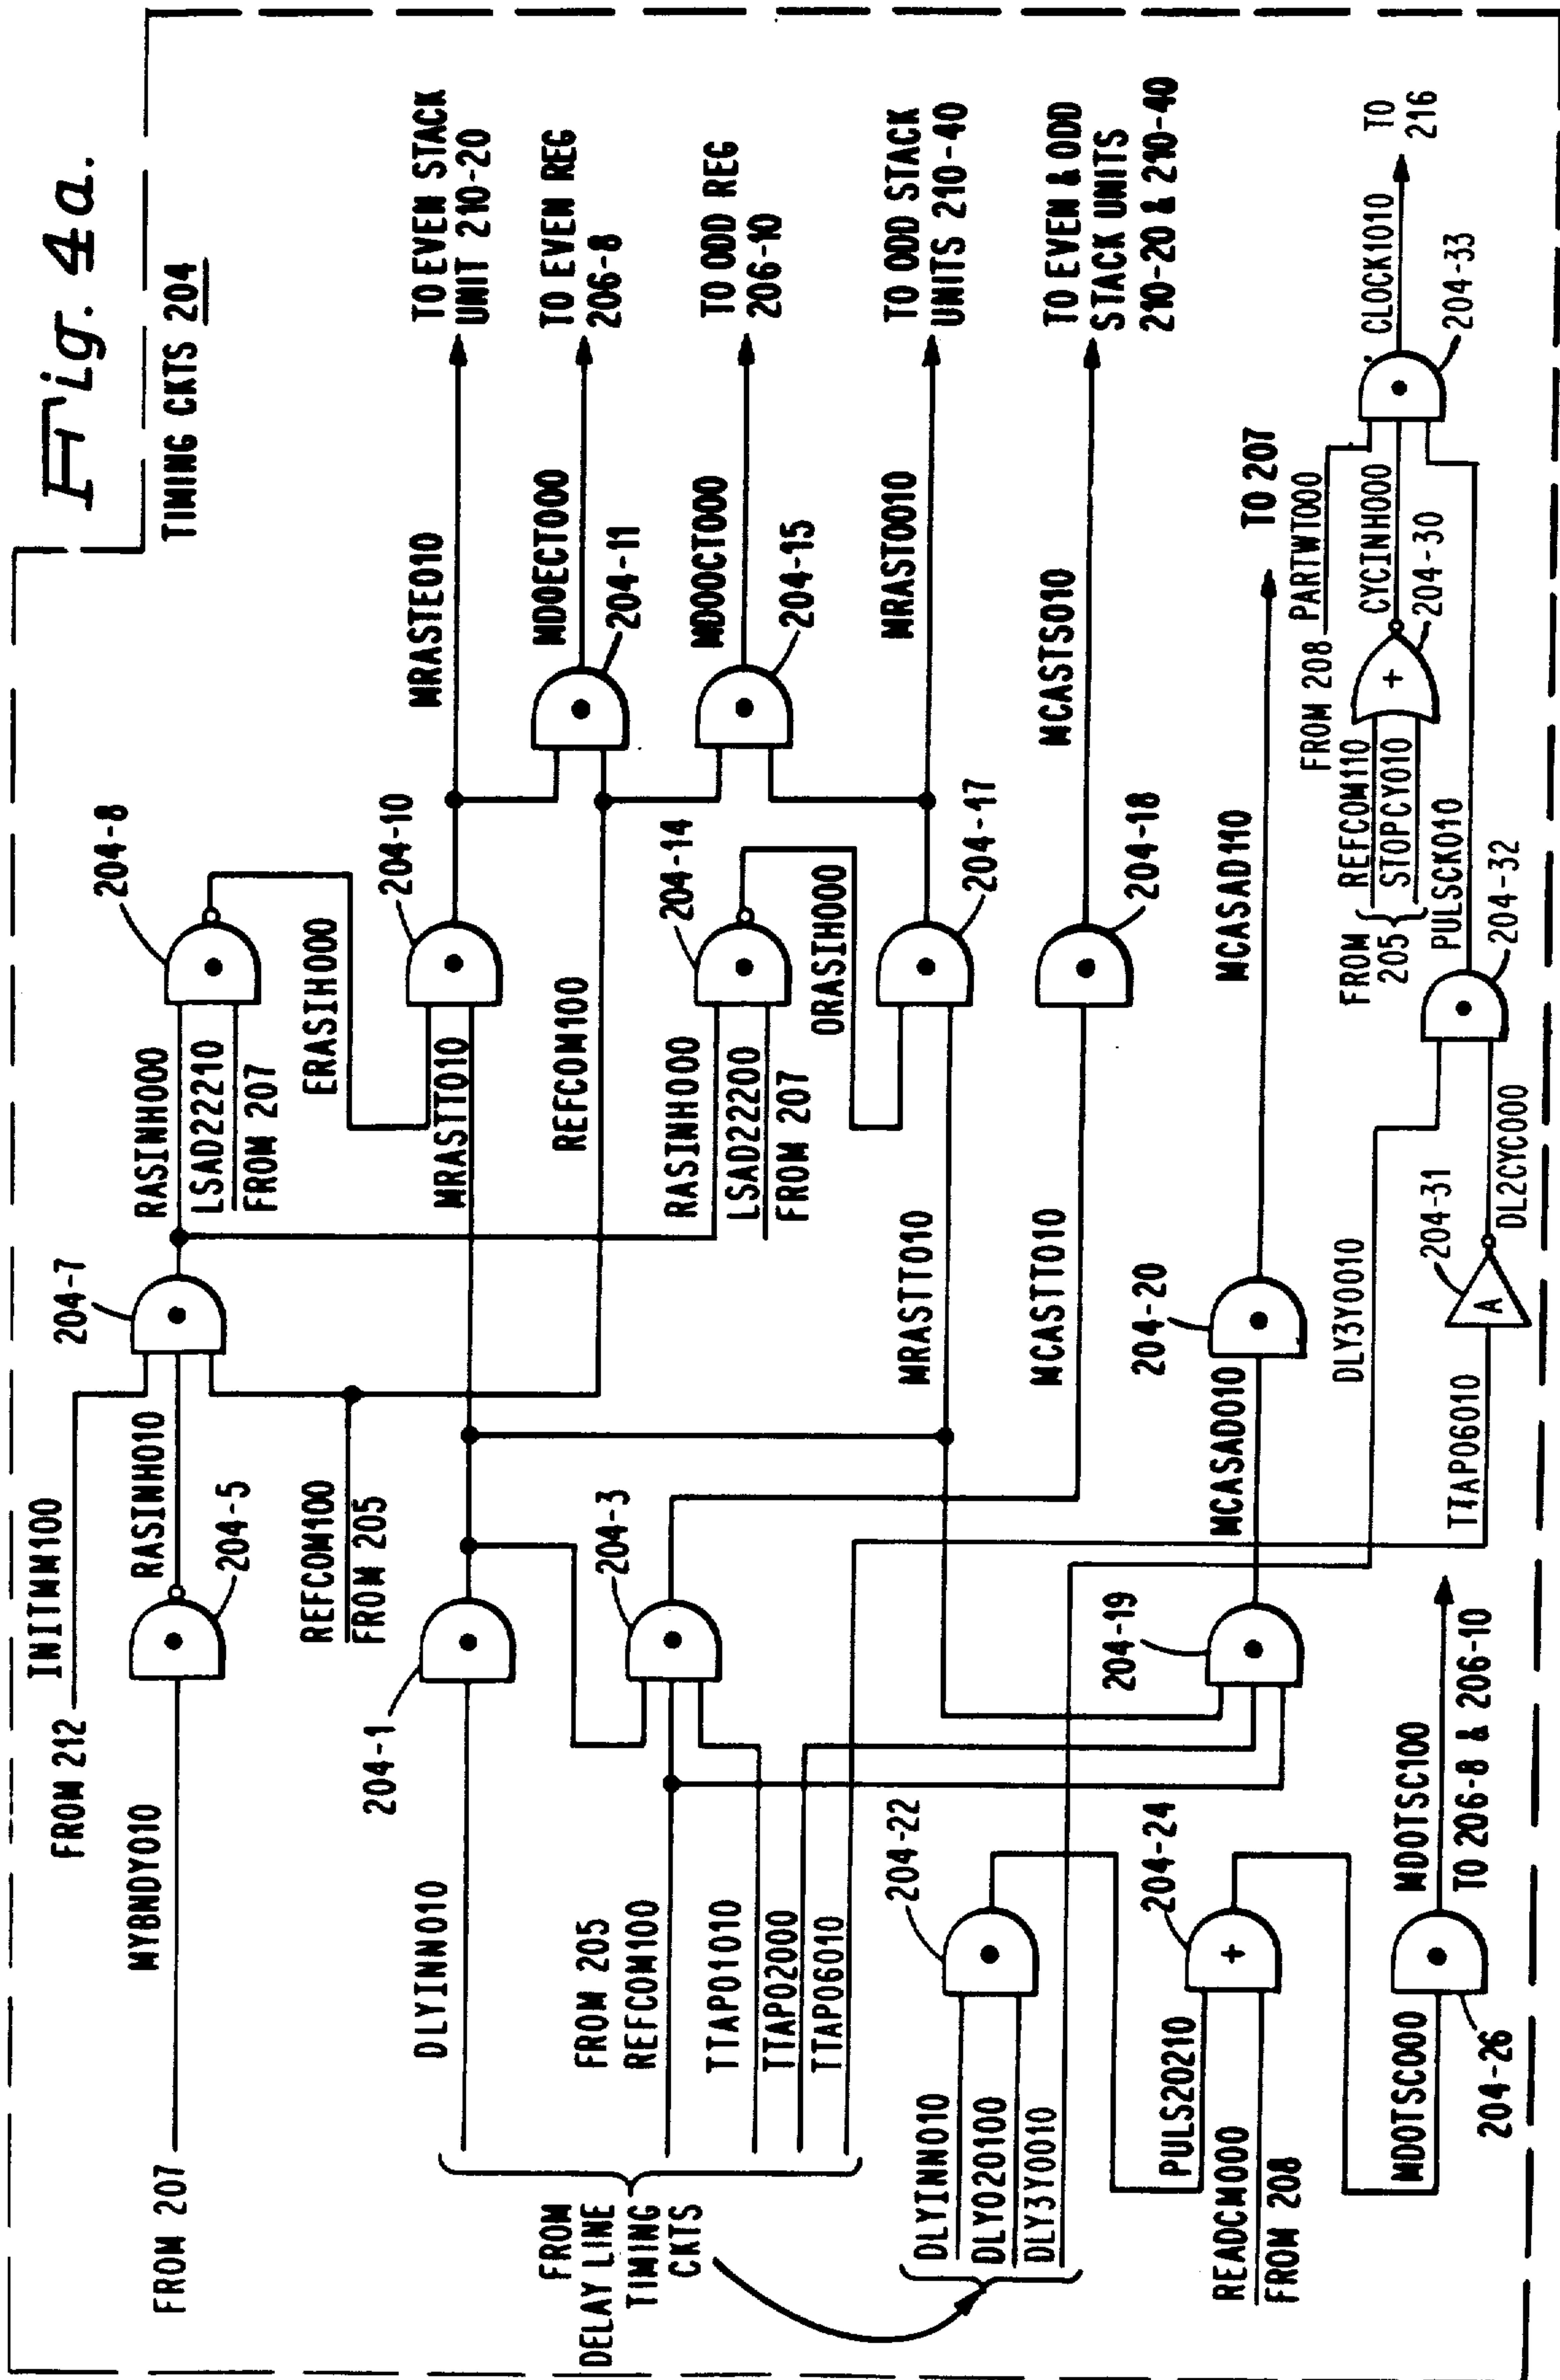 Fig. 4a.
TIMING CKTS 204
FROM 212 INITMM100
FROM 207
MYBNDY010
RASINH010
204-5
204-7
RASINH000
LSAD22210
FROM 207
204-8
ERASIH000
REFCOM100
FROM 205
DLYINN010
204-1
MRASTT010
204-10
MRASTE010
TO EVEN STACK
UNIT 210-20
MDOECT000
204-11
TO EVEN REG
206-8
FROM
DELAY LINE
TIMING
CKTS
FROM 205
REFCOM100
204-3
REFCOM100
TTAP01010
TTAP02000
TTAP06010
RASINH000
LSAD22200
FROM 207
204-14
ORASIH000
MDOOCT000
204-15
TO ODD REG
206-10
MRASTT010
204-17
MRASTO010
TO ODD STACK
UNITS 210-40
MCASTT010
204-18
MCASTS010
TO EVEN & ODD
STACK UNITS
210-20 & 210-40
DLYINN010
DLY020100
DLY3Y0010
204-22
204-19
MCASAD010
204-20
MCASAD110
TO 207
PULS20210
READCM000
FROM 208
204-24
MDOTSC000
204-26
MDOTSC100
TO 206-8 & 206-10
DLY3Y0010
TTAP06010
204-31
DL2CYC000
204-32
PULSCK010
FROM 208 PARTWT000
FROM
205
REFCOM110
STOPCY010
204-30
CYCINH000
CLOCK1010
204-33
TO
216
A